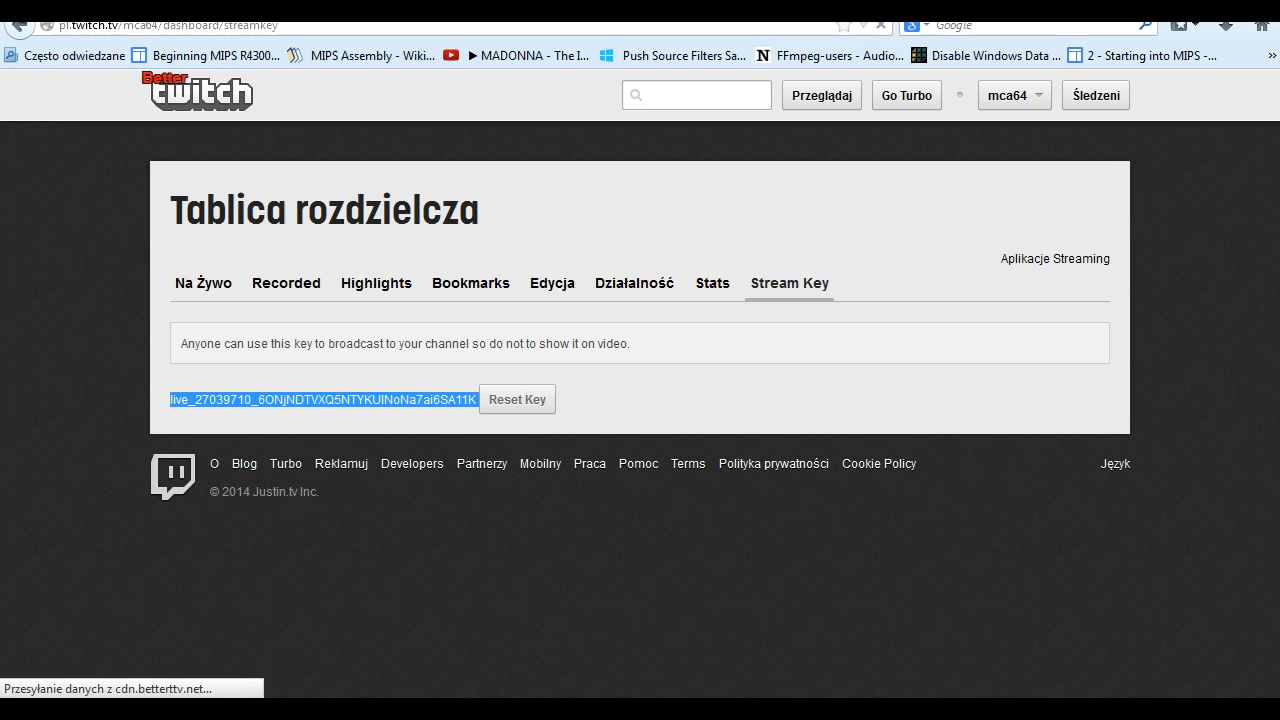 pl.twitch.tv/mca64/dashboard/streamkey
Google
Często odwiedzane
Beginning MIPS R4300...
MIPS Assembly - Wiki...
▶ MADONNA - The I...
Push Source Filters Sa...
N
FFmpeg-users - Audio...
Disable Windows Data ...
2 - Starting into MIPS -...
»
Better
twitch
Przeglądaj
Go Turbo
mca64
Śledzeni
Tablica rozdzielcza
Aplikacje Streaming
Na Żywo Recorded Highlights Bookmarks Edycja Działalność Stats Stream Key
Anyone can use this key to broadcast to your channel so do not to show it on video.
Reset Key
O Blog Turbo Reklamuj Developers Partnerzy Mobilny Praca Pomoc Terms Polityka prywatności Cookie Policy
Język
© 2014 Justin.tv Inc.
Przesyłanie danych z cdn.betterttv.net...